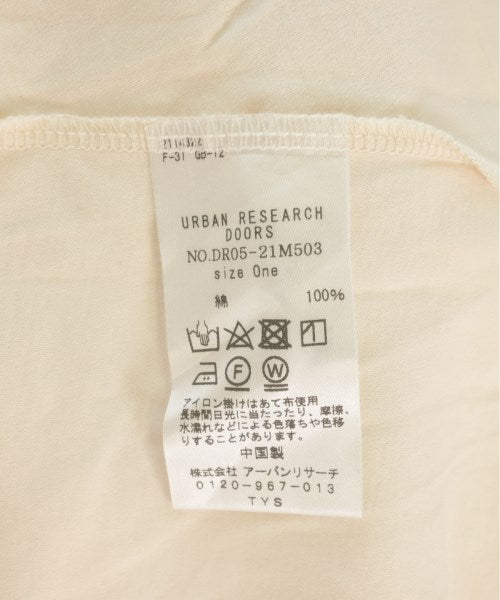 F-31 GB-12
URBAN RESEARCH
DOORS
NO.DR05-21M503
size One
綿 100%
F W
アイロン掛けはあて布使用
長時間日光に当たったり、摩擦、
水濡れなどによる色落ちや色移
りすることがあります。
中国製
株式会社 アーバンリサーチ
0120-967-013
TYS